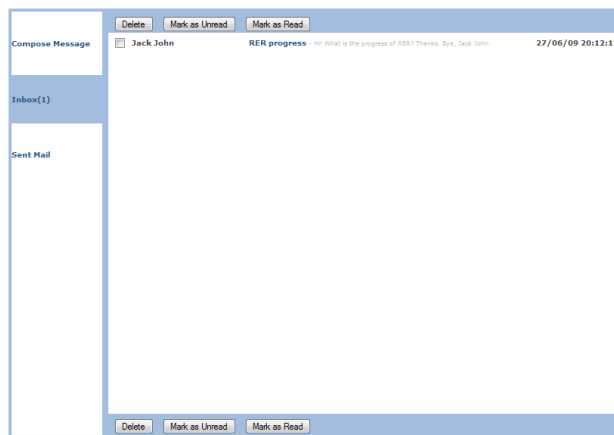 Delete Mark as Unread Mark as Read
Compose Message
Jack John RER progress - Hi! What is the progress of RER? Thanks. Bye, Jack John. 27/06/09 20:12:1
Inbox(1)
Sent Mail
Delete Mark as Unread Mark as Read